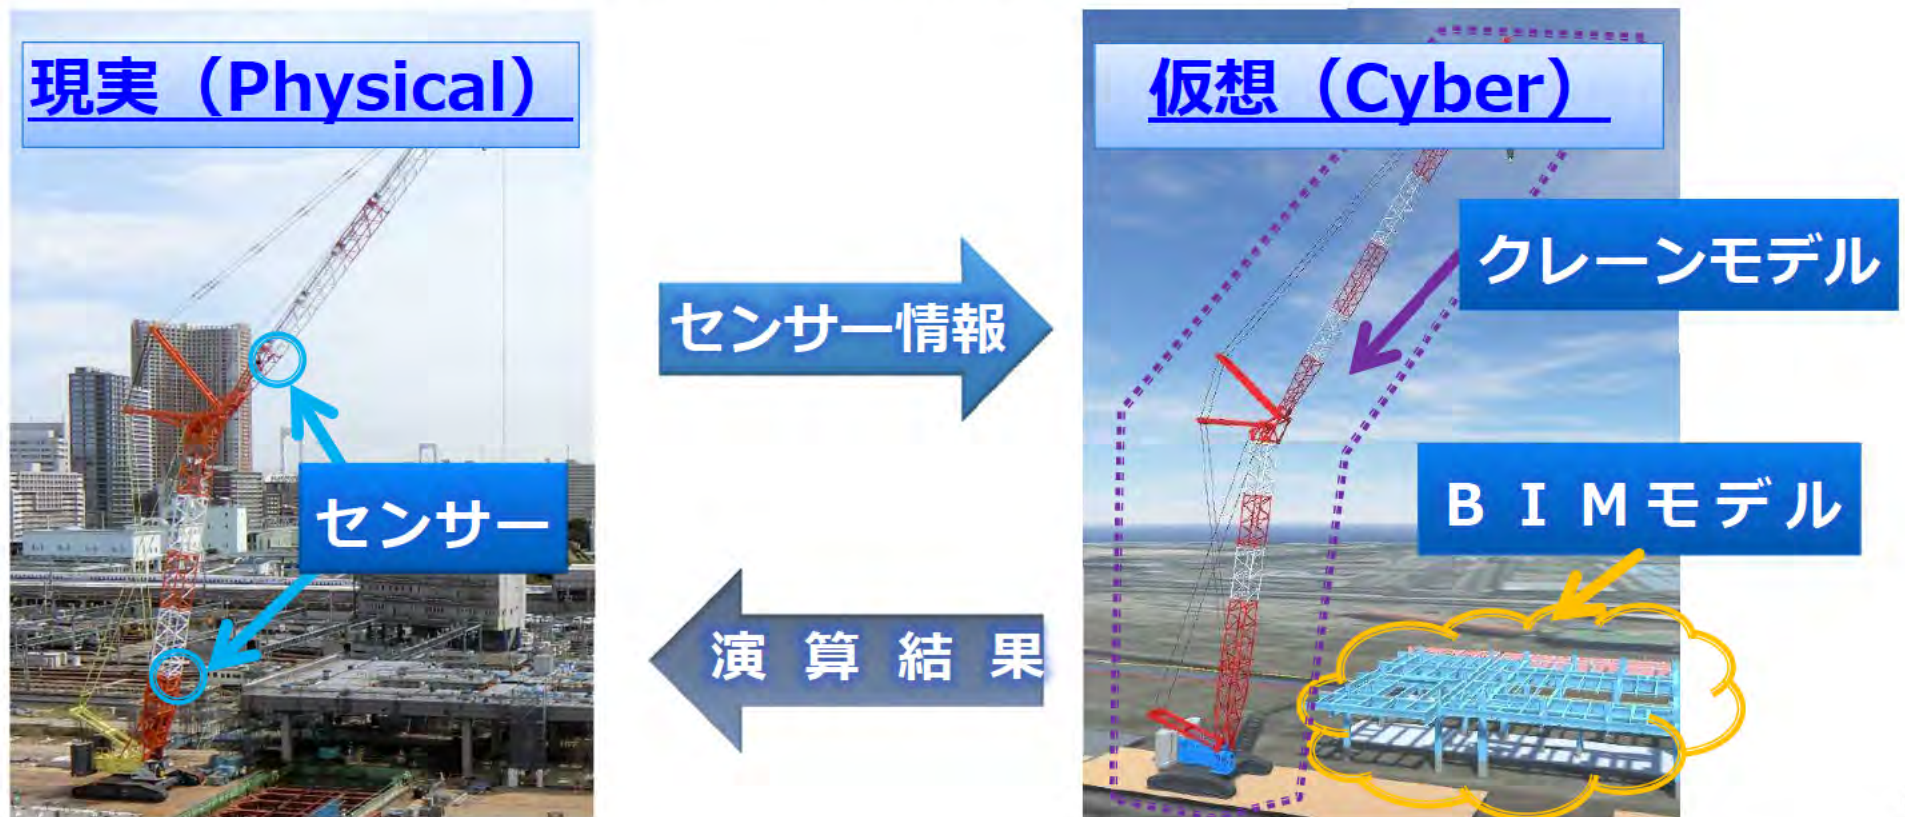 現実（Physical）
センサー
センサー情報
演算結果
仮想（Cyber）
クレーンモデル
ＢＩＭモデル